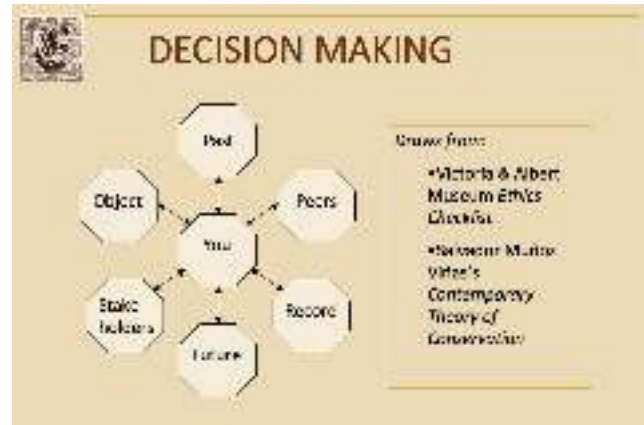 DECISION MAKING
Past
Object
Peers
You
Stake
holders
Record
Future
Draws from:
•Victoria & Albert
Museum Ethics
Checklist
•Salvador Muñoz
Viñas's
Contemporary
Theory of
Conservation